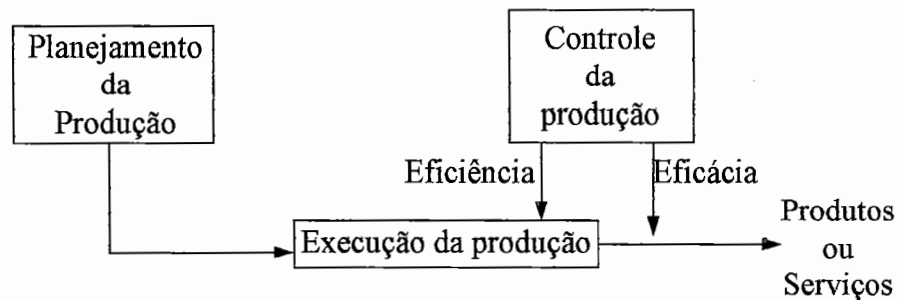 Planejamento
da
Produção
Controle
da
produção
Eficiência
Eficácia
Execução da produção
Produtos
ou
Serviços